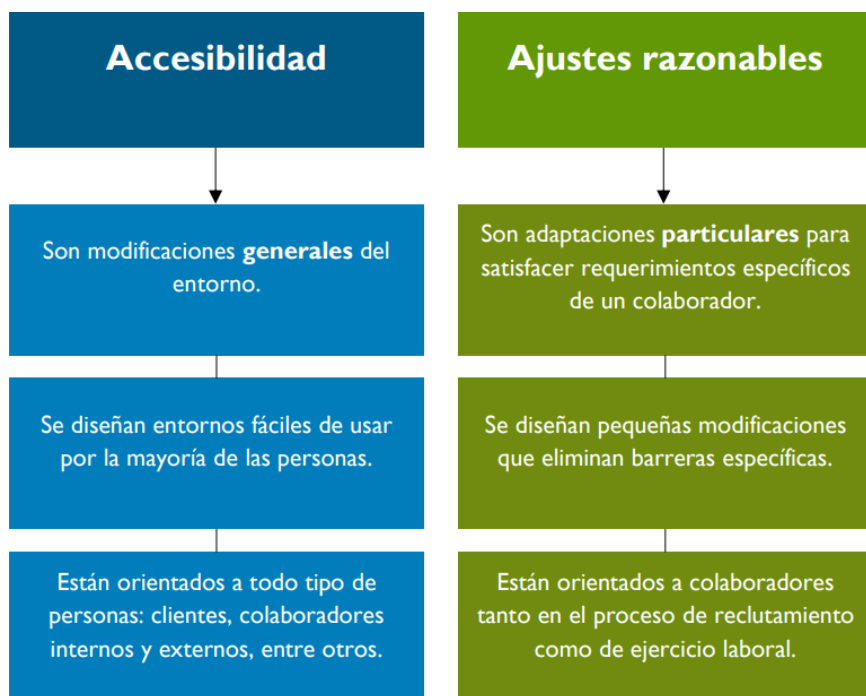 Accesibilidad
Son modificaciones generales del
entorno.
Se diseñan entornos fáciles de usar
por la mayoría de las personas.
Están orientados a todo tipo de
personas: clientes, colaboradores
internos y externos, entre otros.
Ajustes razonables
Son adaptaciones particulares para
satisfacer requerimientos específicos
de un colaborador.
Se diseñan pequeñas modificaciones
que eliminan barreras específicas.
Están orientados a colaboradores
tanto en el proceso de reclutamiento
como de ejercicio laboral.